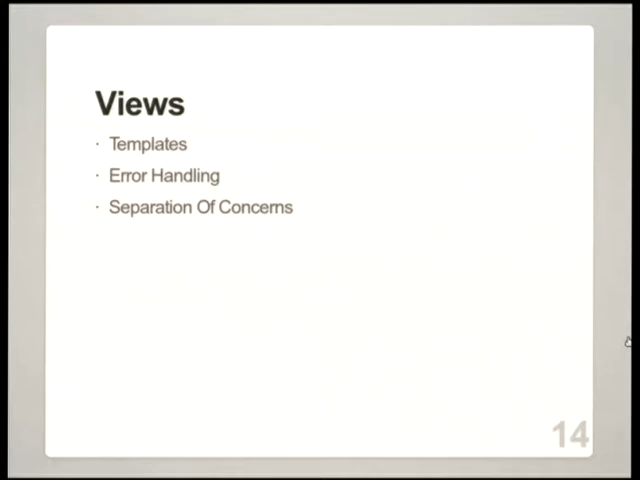 Views
· Templates
· Error Handling
· Separation Of Concerns
14